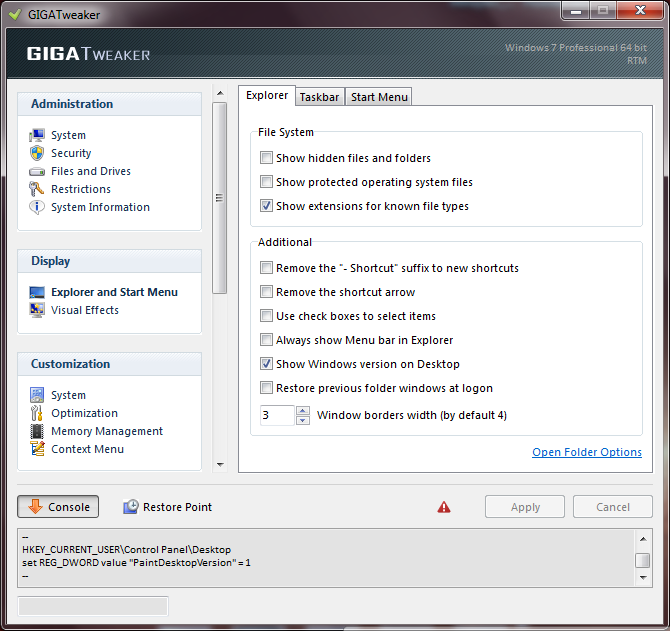 GIGATweaker
GIGATWEAKER
Windows 7 Professional 64 bit
RTM
Administration
System
Security
Files and Drives
Restrictions
System Information
Display
Explorer and Start Menu
Visual Effects
Customization
System
Optimization
Memory Management
Context Menu
Explorer Taskbar Start Menu
File System
Show hidden files and folders
Show protected operating system files
Show extensions for known file types
Additional
Remove the "- Shortcut" suffix to new shortcuts
Remove the shortcut arrow
Use check boxes to select items
Always show Menu bar in Explorer
Show Windows version on Desktop
Restore previous folder windows at logon
3 Window borders width (by default 4)
Open Folder Options
Console Restore Point Apply Cancel
--
HKEY_CURRENT_USER\Control Panel\Desktop
set REG_DWORD value "PaintDesktopVersion" = 1
--